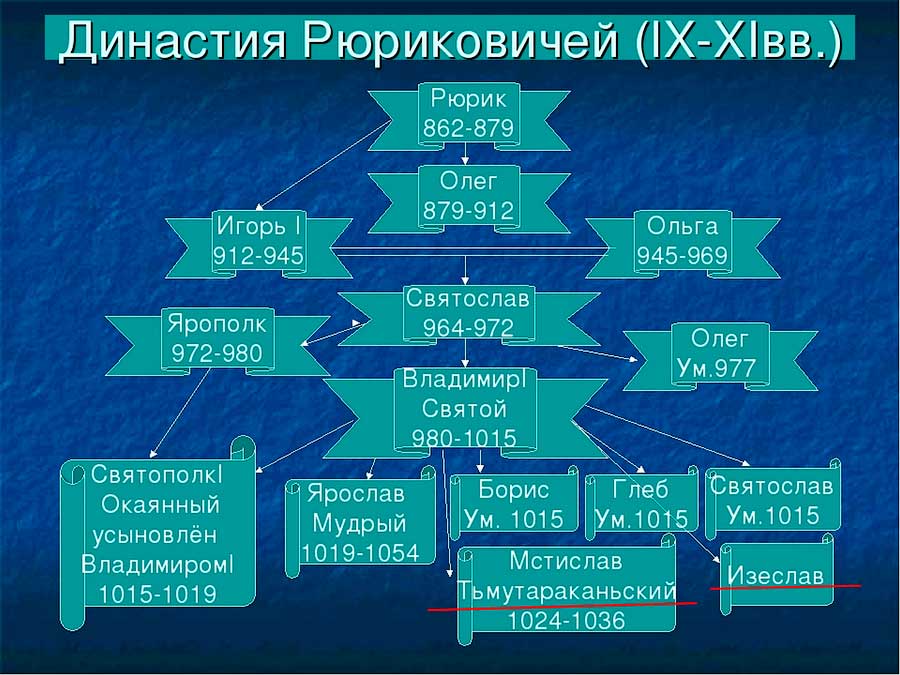 Династия Рюриковичей (IX-XIвв.)
Рюрик
862-879
Олег
879-912
Игорь I
912-945
Ольга
945-969
Святослав
964-972
Ярополк
972-980
Олег
Ум.977
ВладимирI
Святой
980-1015
СвятополкI
Окаянный
усыновлён
ВладимиромI
1015-1019
Ярослав
Мудрый
1019-1054
Борис
Ум. 1015
Глеб
Ум.1015
Святослав
Ум.1015
Мстислав
Тьмутараканьский
1024-1036
Изеслав